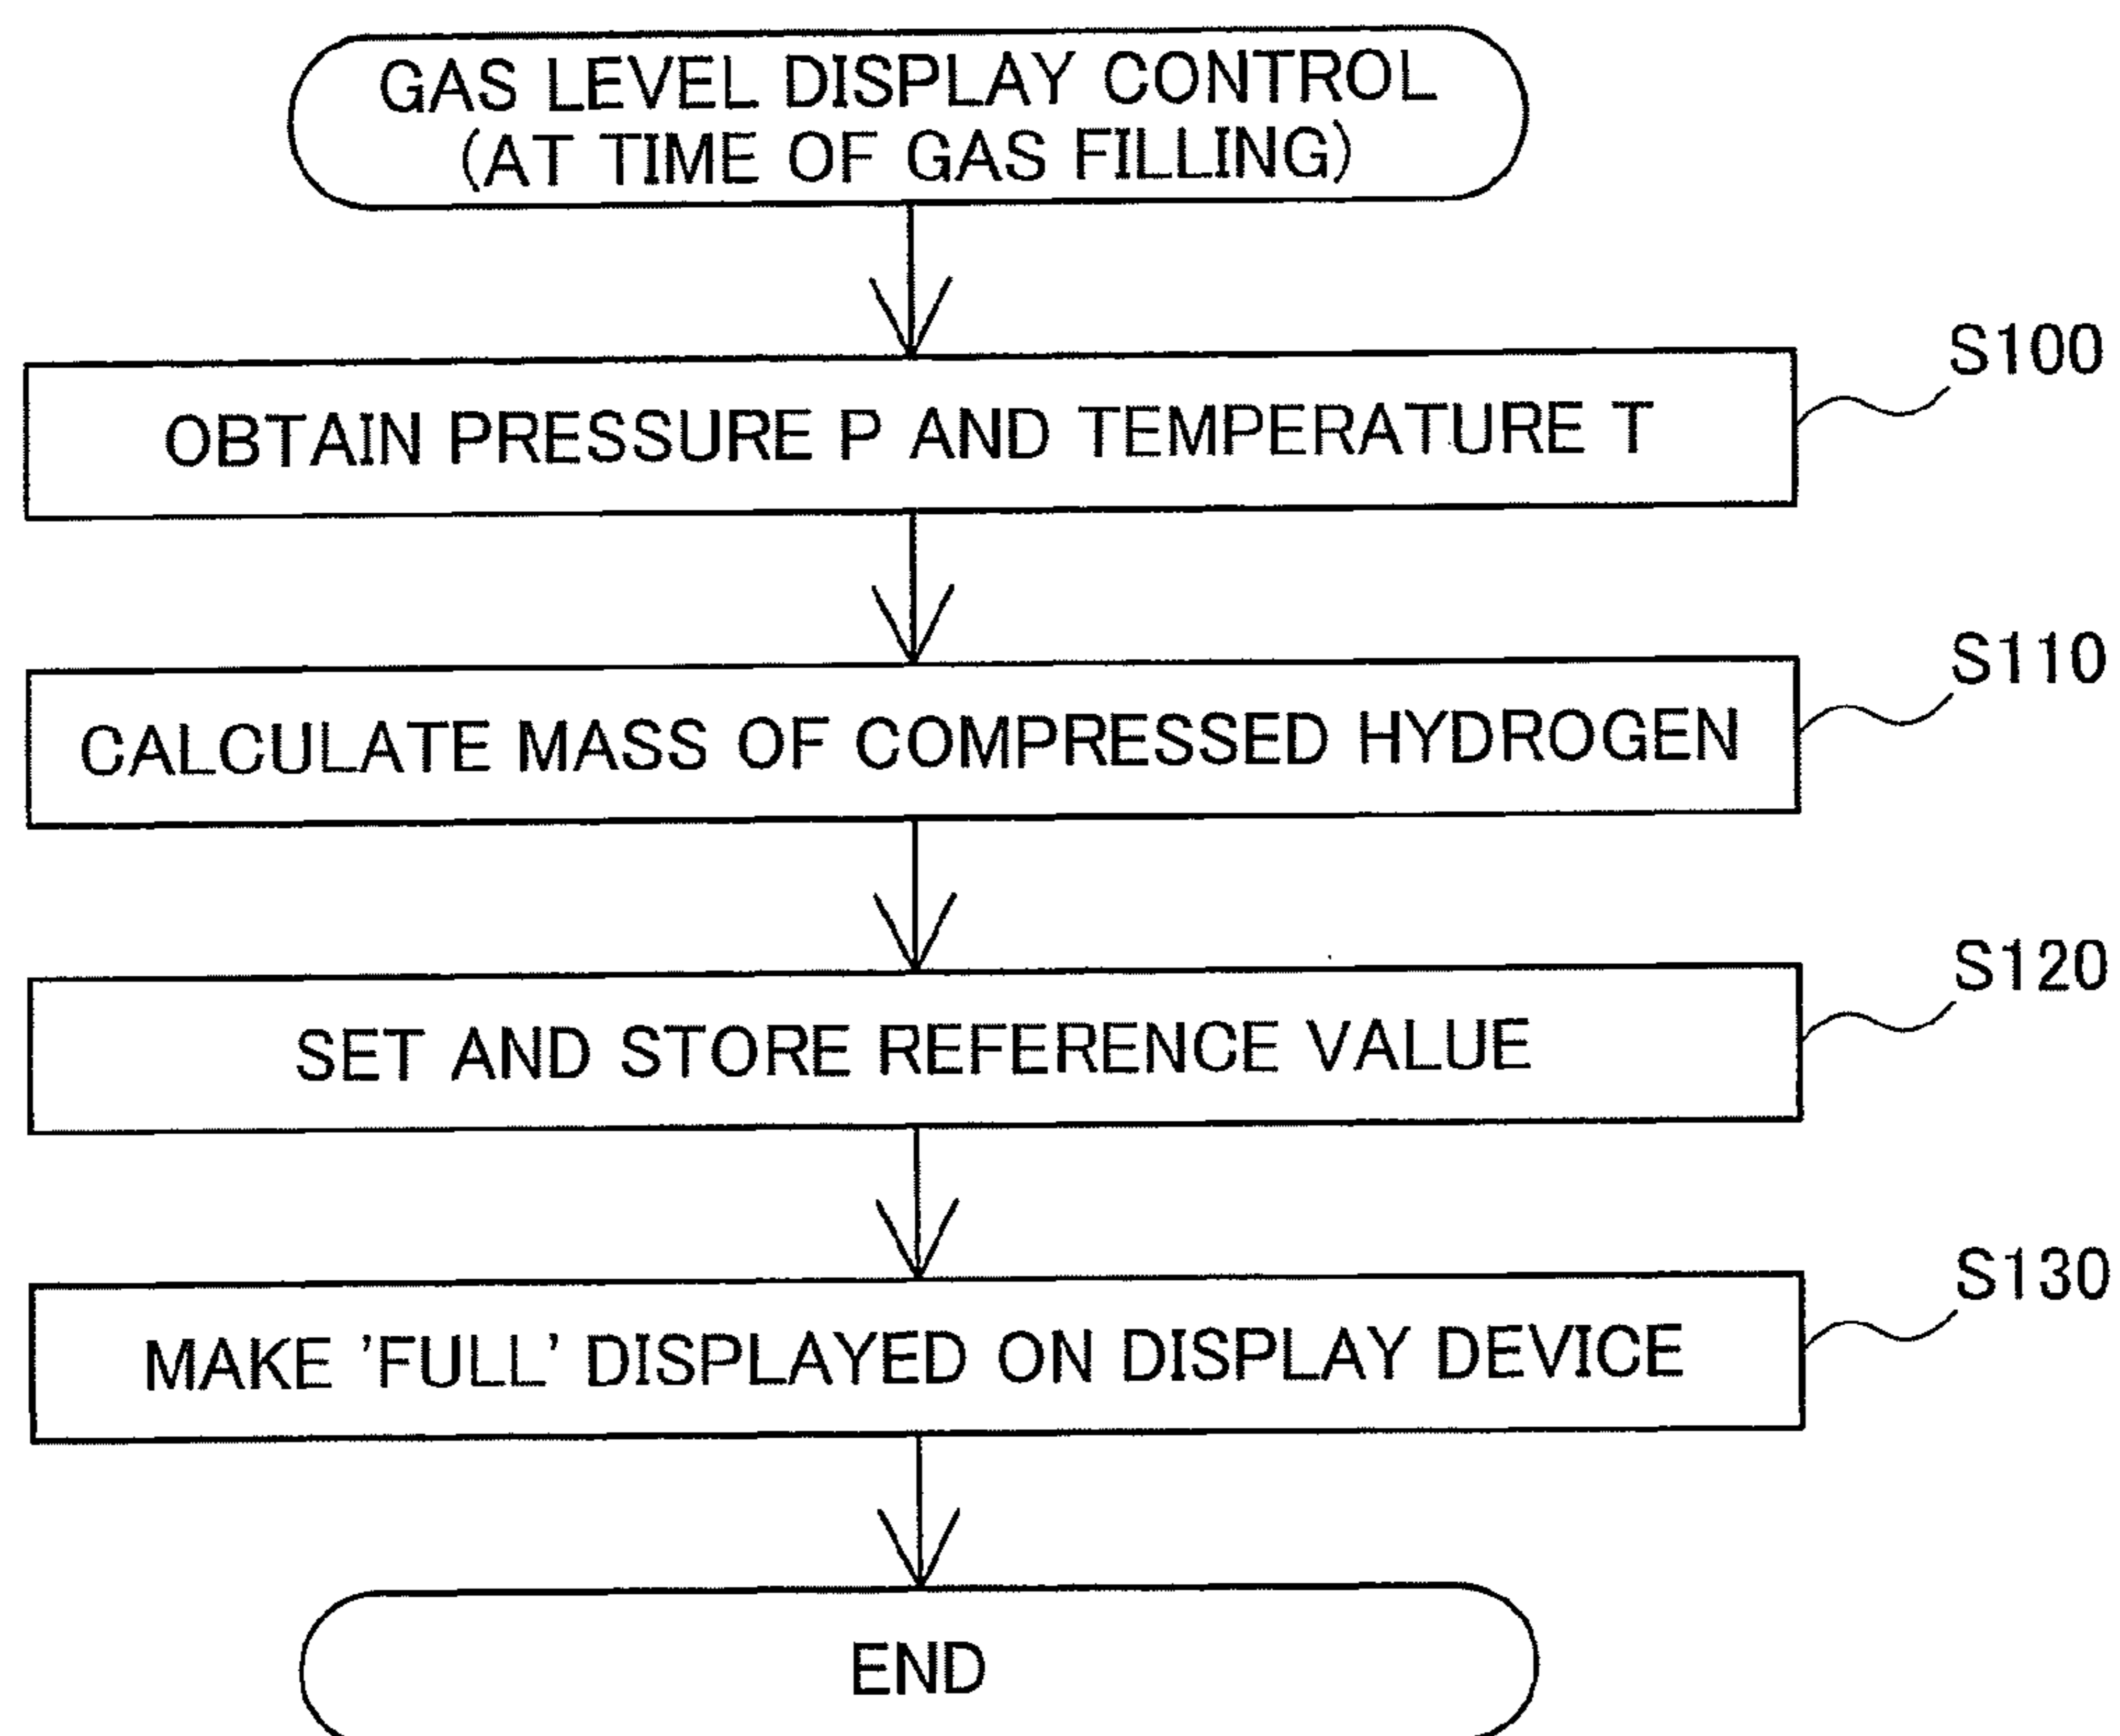 GAS LEVEL DISPLAY CONTROL
(AT TIME OF GAS FILLING)
S100
OBTAIN PRESSURE P AND TEMPERATURE T
S110
CALCULATE MASS OF COMPRESSED HYDROGEN
S120
SET AND STORE REFERENCE VALUE
S130
MAKE 'FULL' DISPLAYED ON DISPLAY DEVICE
END